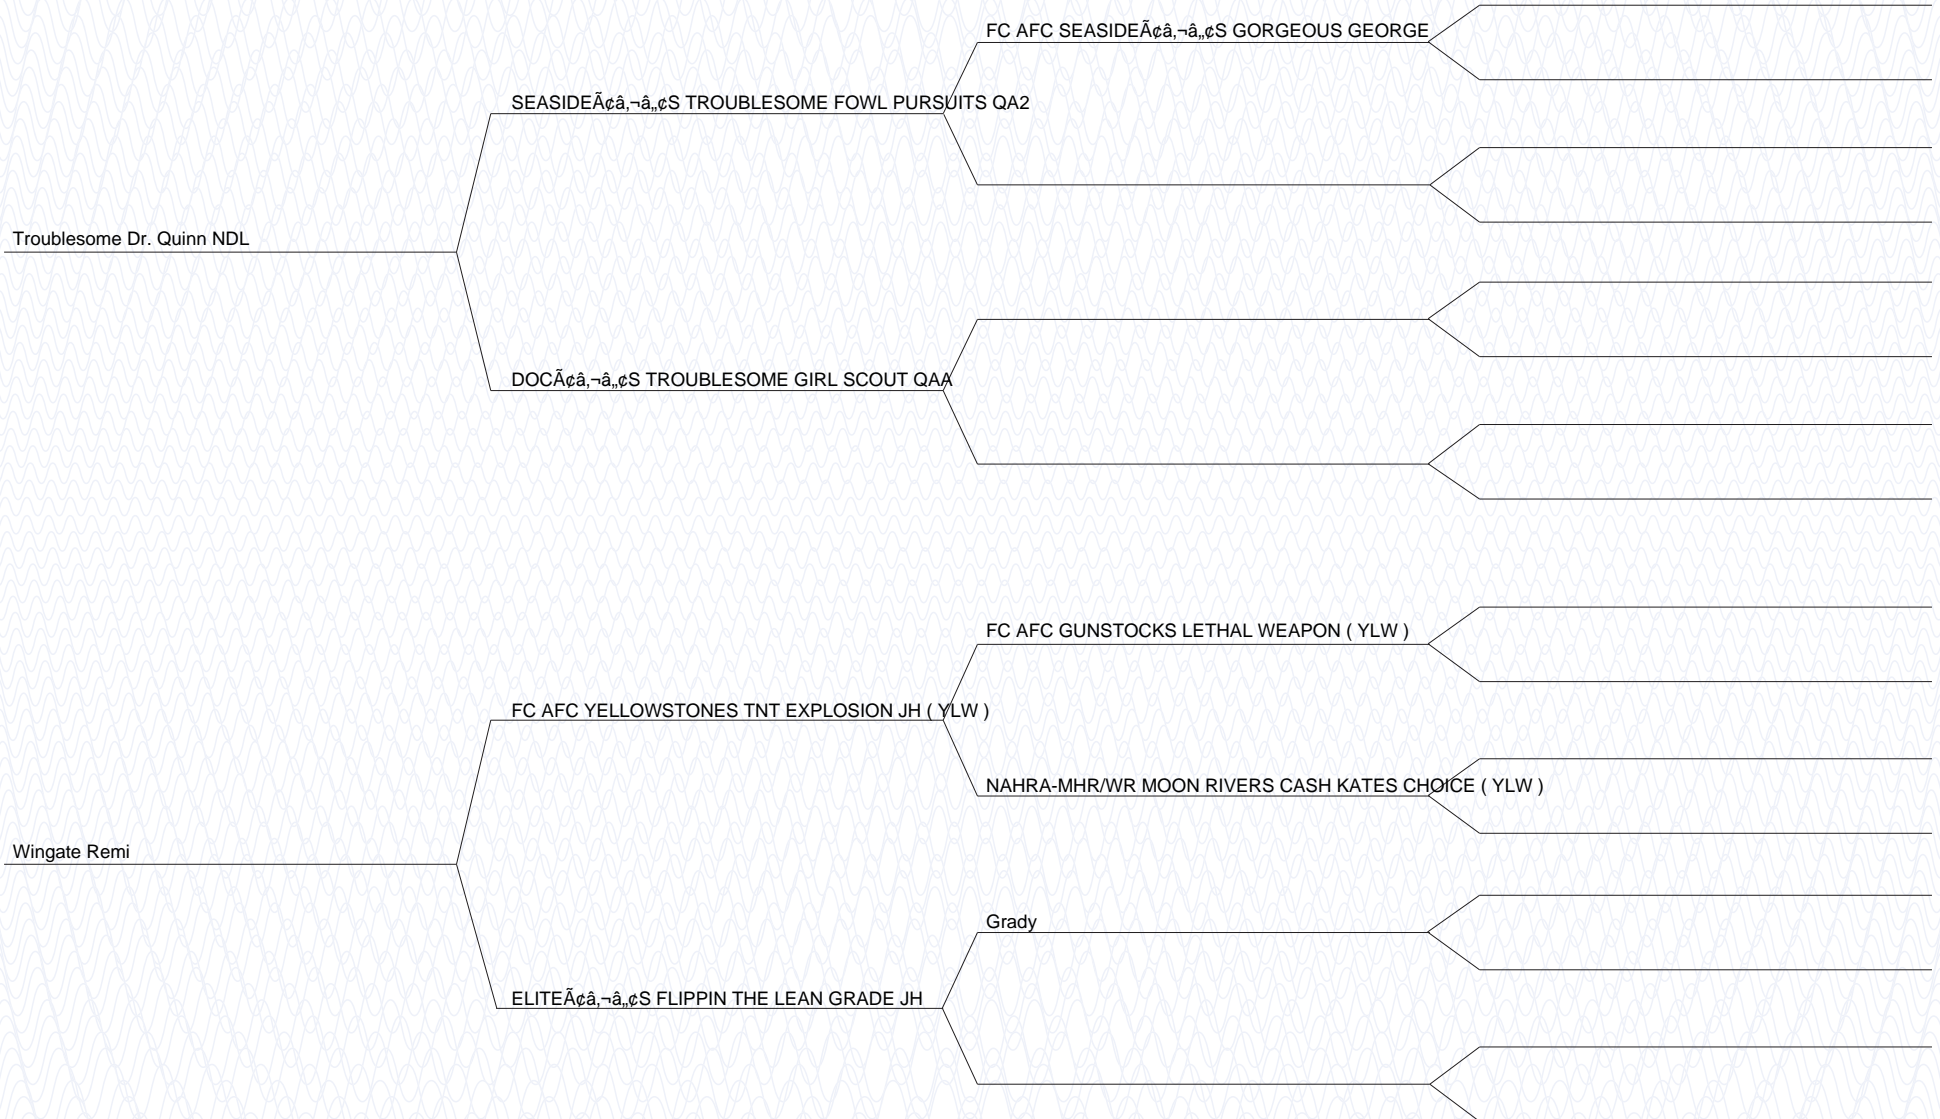 FC AFC SEASIDEÃ¢â‚¬â„¢S GORGEOUS GEORGE
SEASIDEÃ¢â‚¬â„¢S TROUBLESOME FOWL PURSUITS QA2
Troublesome Dr. Quinn NDL
DOCÃ¢â‚¬â„¢S TROUBLESOME GIRL SCOUT QAA
FC AFC GUNSTOCKS LETHAL WEAPON ( YLW )
FC AFC YELLOWSTONES TNT EXPLOSION JH ( YLW )
NAHRA-MHR/WR MOON RIVERS CASH KATES CHOICE ( YLW )
Wingate Remi
Grady
ELITEÃ¢â‚¬â„¢S FLIPPIN THE LEAN GRADE JH